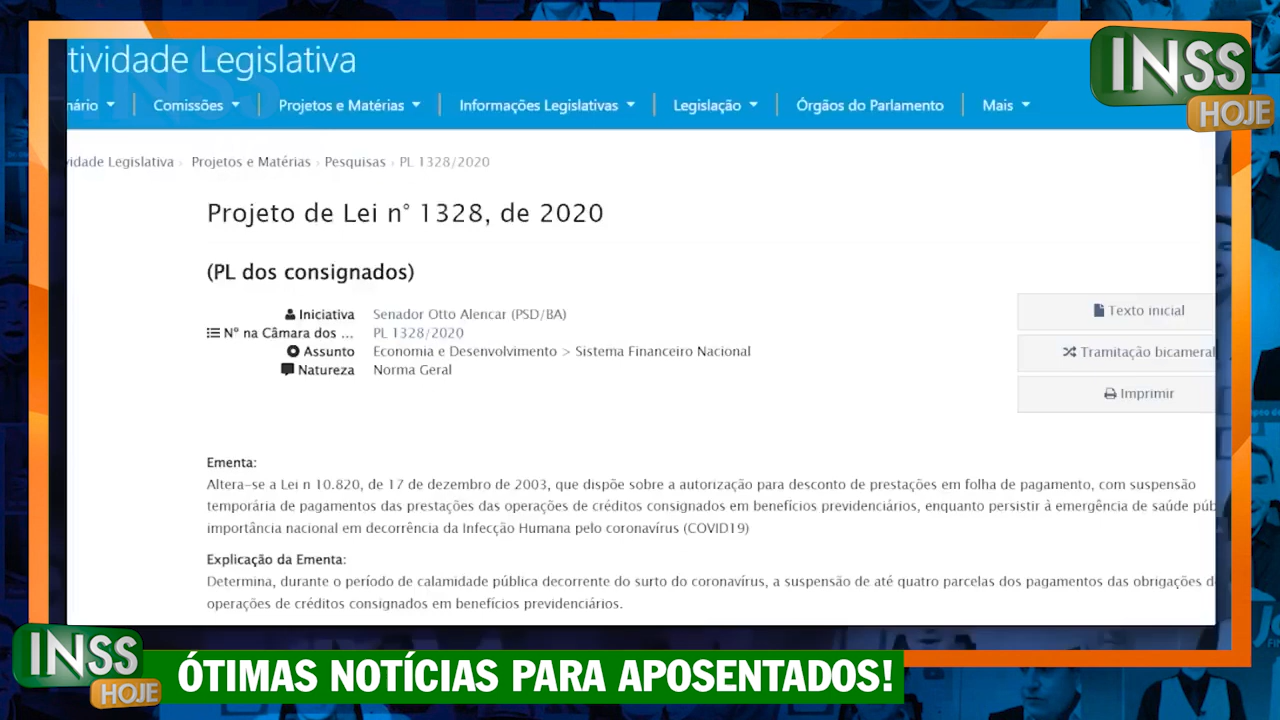 tividade Legislativa
INSS
HOJE
nário
Comissões
Projetos e Matérias
Informações Legislativas
Legislação
Órgãos do Parlamento
Mais
vidade Legislativa › Projetos e Matérias › Pesquisas › PL 1328/2020
Projeto de Lei n° 1328, de 2020
(PL dos consignados)
Iniciativa Senador Otto Alencar (PSD/BA)
Nº na Câmara dos ... PL 1328/2020
Assunto Economia e Desenvolvimento > Sistema Financeiro Nacional
Natureza Norma Geral
Texto inicial
Tramitação bicameral
Imprimir
Ementa:
Altera-se a Lei n 10.820, de 17 de dezembro de 2003, que dispõe sobre a autorização para desconto de prestações em folha de pagamento, com suspensão
temporária de pagamentos das prestações das operações de créditos consignados em benefícios previdenciários, enquanto persistir à emergência de saúde púb
importância nacional em decorrência da Infecção Humana pelo coronavírus (COVID19)
Explicação da Ementa:
Determina, durante o período de calamidade pública decorrente do surto do coronavírus, a suspensão de até quatro parcelas dos pagamentos das obrigações d
operações de créditos consignados em benefícios previdenciários.
INSS
HOJE
ÓTIMAS NOTÍCIAS PARA APOSENTADOS!